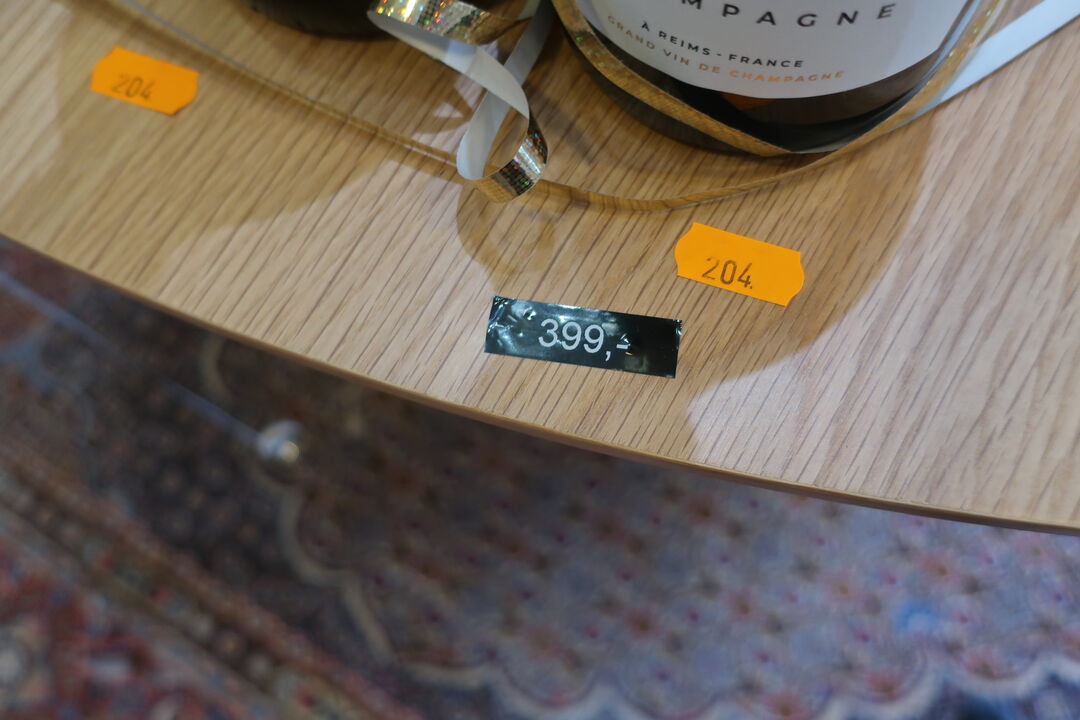 MPAGNE
À REIMS - FRANCE
GRAND VIN DE CHAMPAGNE
204
204.
399,-